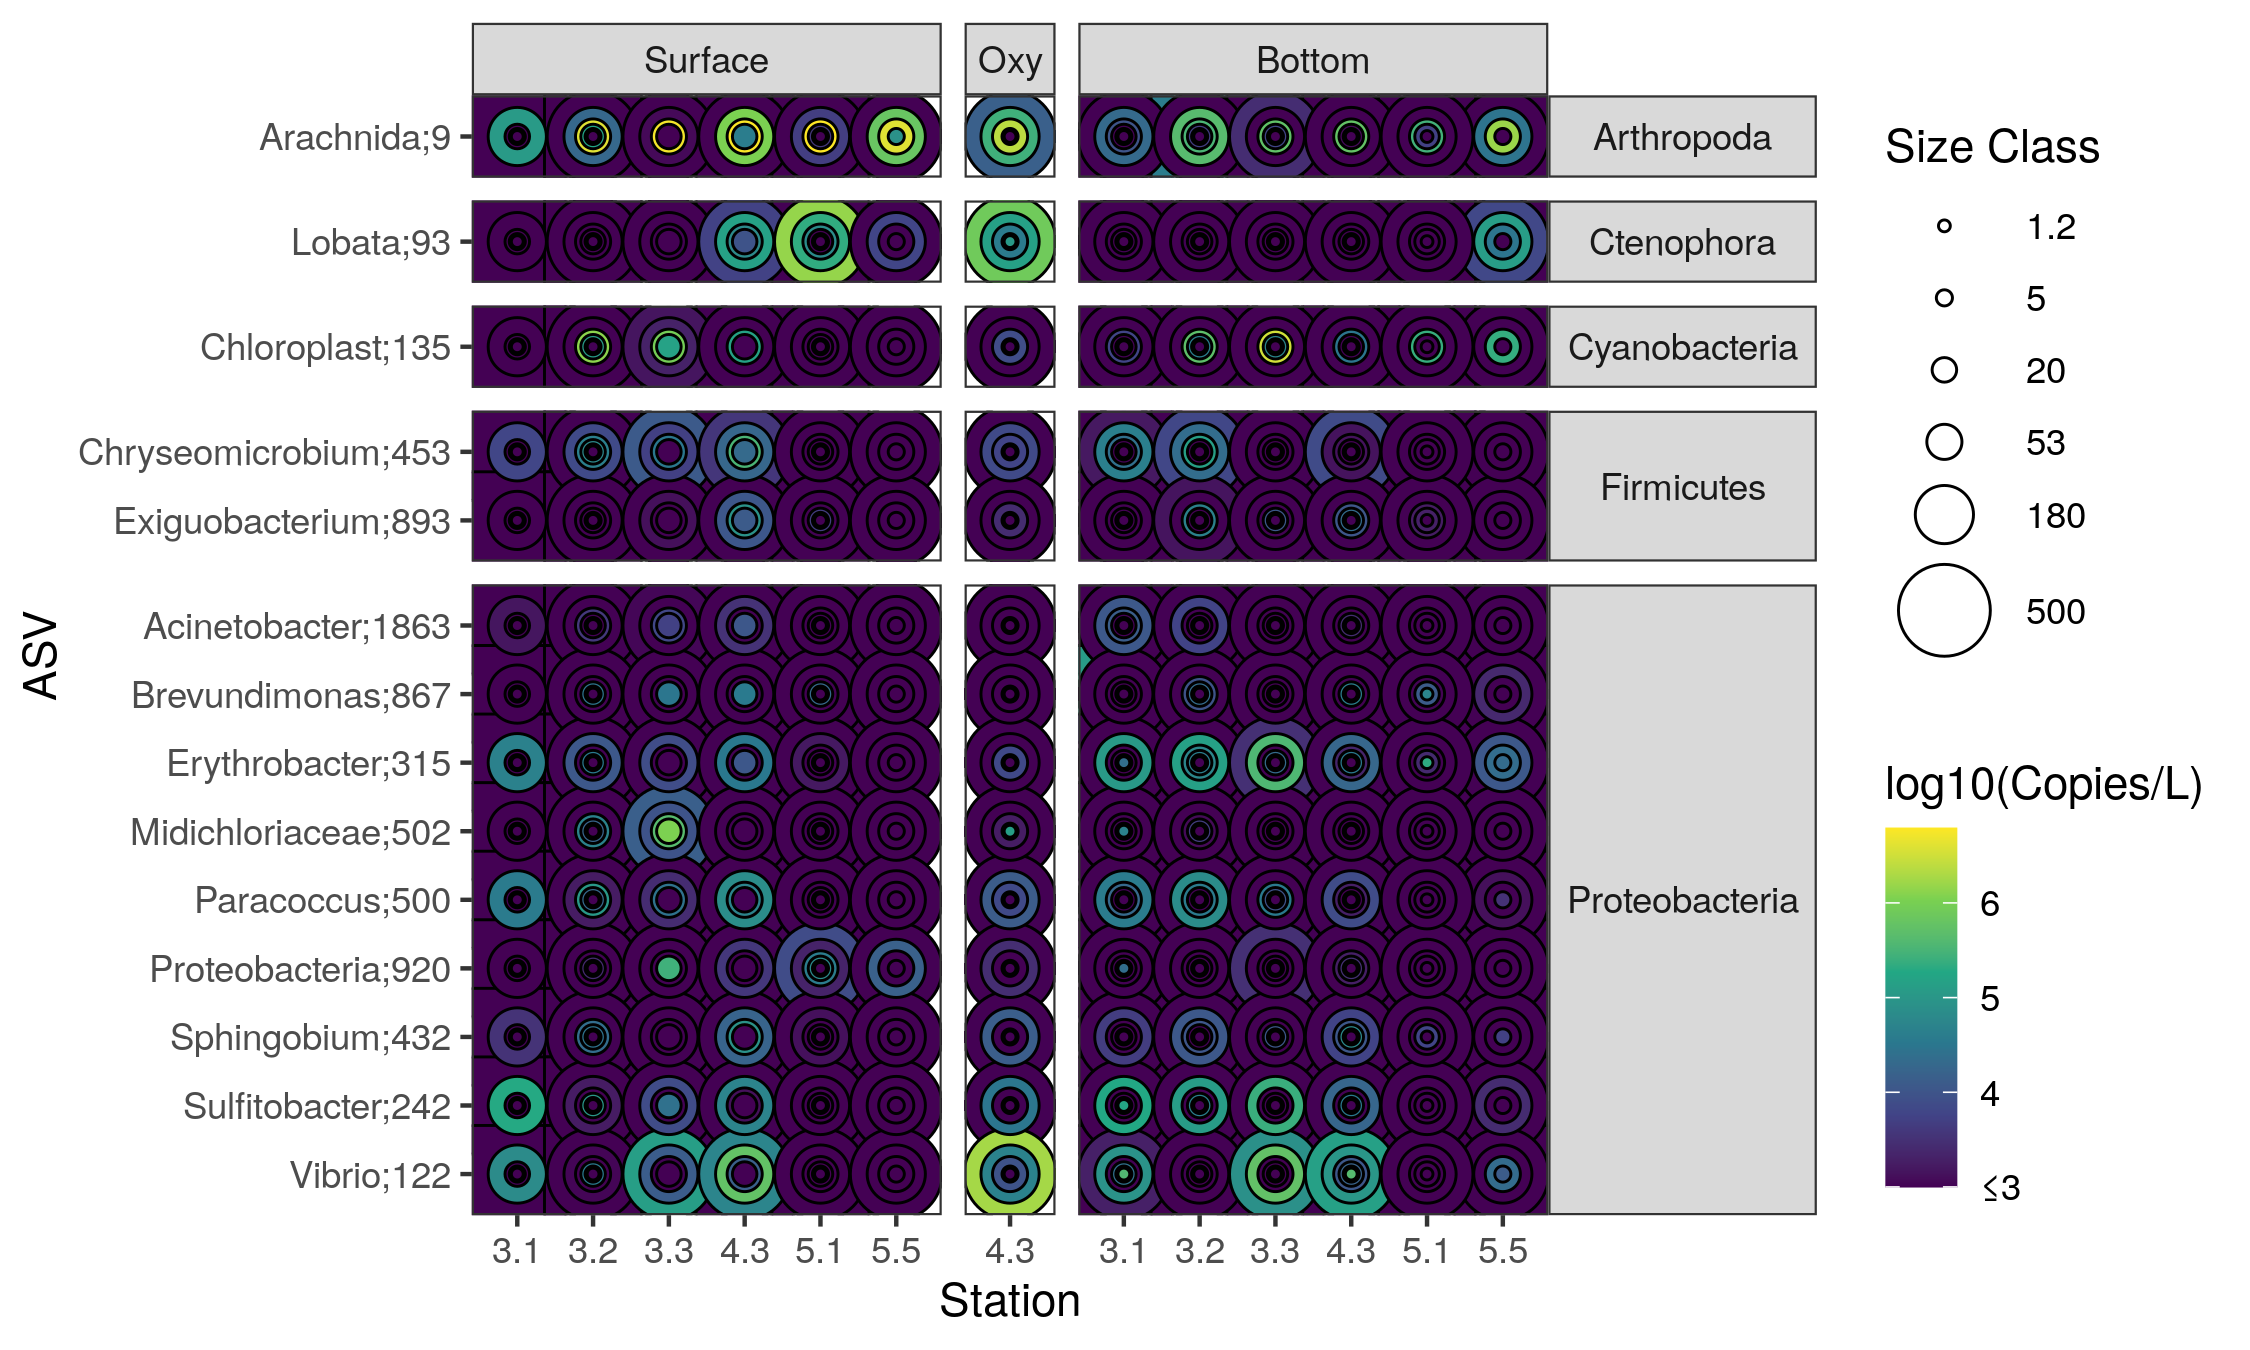 Surface
Oxy
Bottom
Arachnida;9
Arthropoda
Lobata;93
Ctenophora
Chloroplast;135
Cyanobacteria
Chryseomicrobium;453
Exiguobacterium;893
Firmicutes
Acinetobacter;1863
Brevundimonas;867
Erythrobacter;315
Midichloriaceae;502
Paracoccus;500
Proteobacteria;920
Sphingobium;432
Sulfitobacter;242
Vibrio;122
Proteobacteria
ASV
3.1 3.2 3.3 4.3 5.1 5.5
4.3
3.1 3.2 3.3 4.3 5.1 5.5
Station
Size Class
1.2
5
20
53
180
500
log10(Copies/L)
6
5
4
≤3